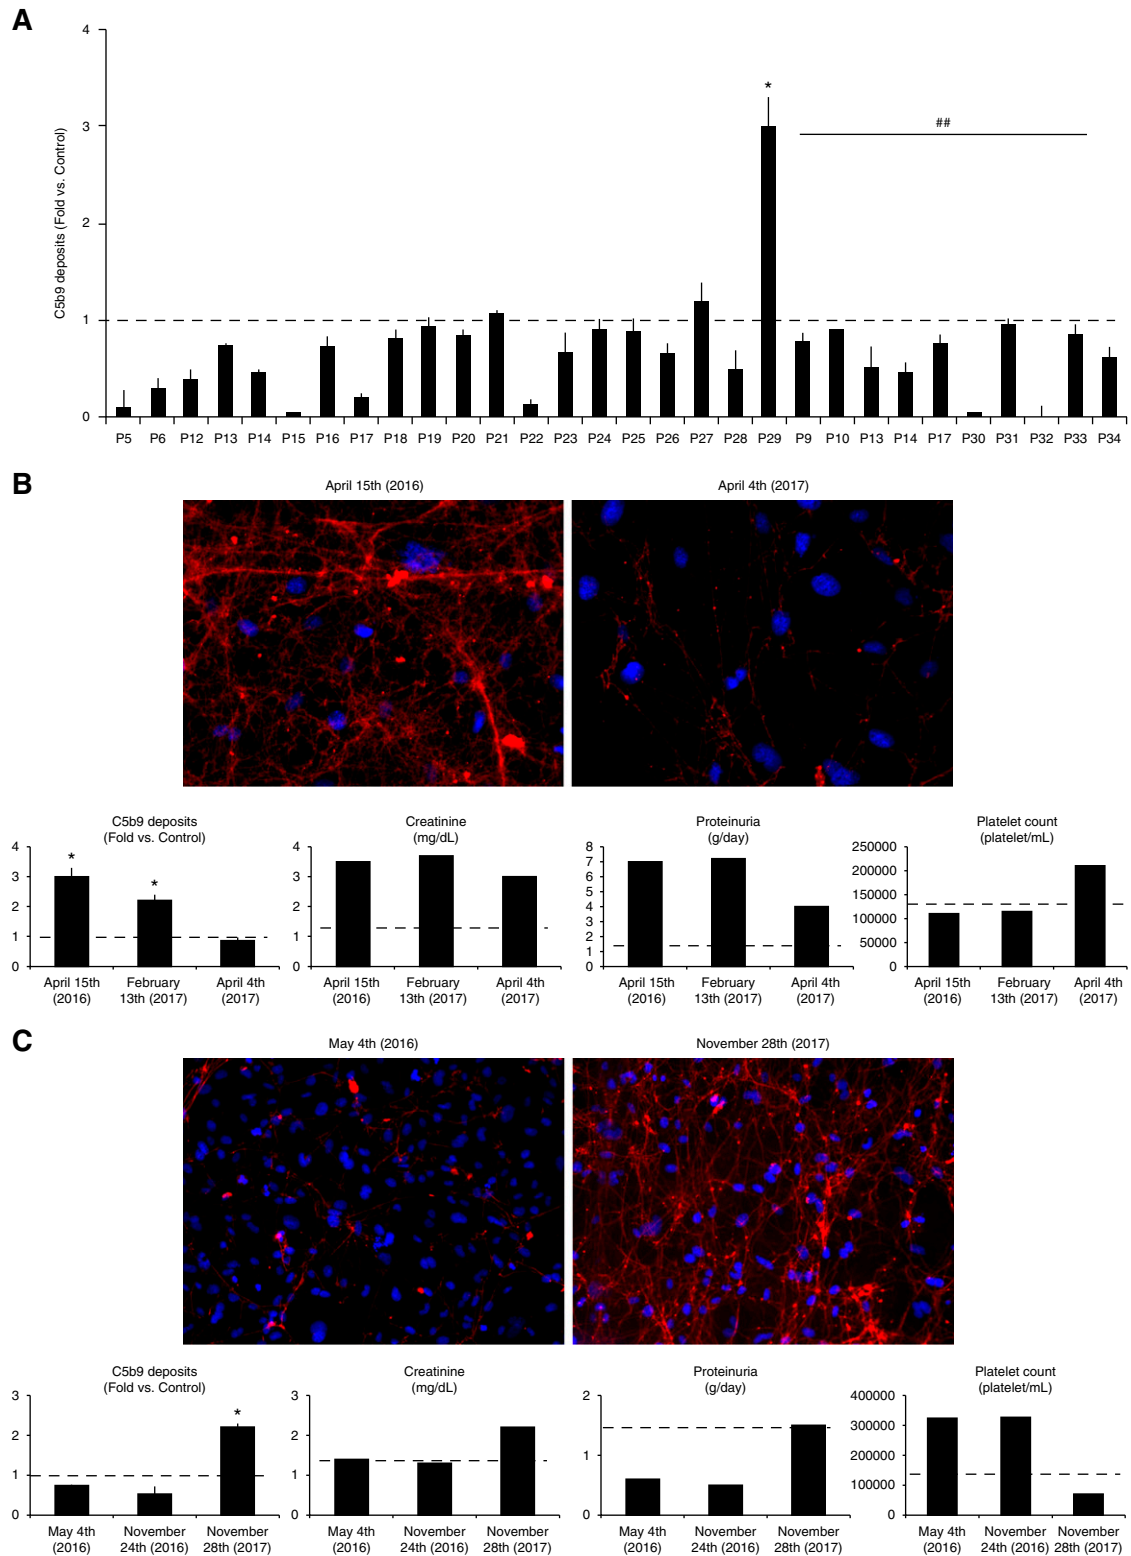 A
C5b9 deposits (Fold vs. Control)
4
3
2
1
0
*
##
P5 P6 P12 P13 P14 P15 P16 P17 P18 P19 P20 P21 P22 P23 P24 P25 P26 P27 P28 P29 P9 P10 P13 P14 P17 P30 P31 P32 P33 P34
B
April 15th (2016)
April 4th (2017)
C5b9 deposits
(Fold vs. Control)
4
3
2
1
0
*
*
April 15th
(2016)
February
13th (2017)
April 4th
(2017)
Creatinine
(mg/dL)
4
3
2
1
0
April 15th
(2016)
February
13th (2017)
April 4th
(2017)
Proteinuria
(g/day)
8
7
6
5
4
3
2
1
0
April 15th
(2016)
February
13th (2017)
April 4th
(2017)
Platelet count
(platelet/mL)
250000
200000
150000
100000
50000
0
April 15th
(2016)
February
13th (2017)
April 4th
(2017)
C
May 4th (2016)
November 28th (2017)
C5b9 deposits
(Fold vs. Control)
3
2
1
0
*
May 4th
(2016)
November
24th (2016)
November
28th (2017)
Creatinine
(mg/dL)
3
2
1
0
May 4th
(2016)
November
24th (2016)
November
28th (2017)
Proteinuria
(g/day)
2
1
0
May 4th
(2016)
November
24th (2016)
November
28th (2017)
Platelet count
(platelet/mL)
400000
300000
200000
100000
0
May 4th
(2016)
November
24th (2016)
November
28th (2017)